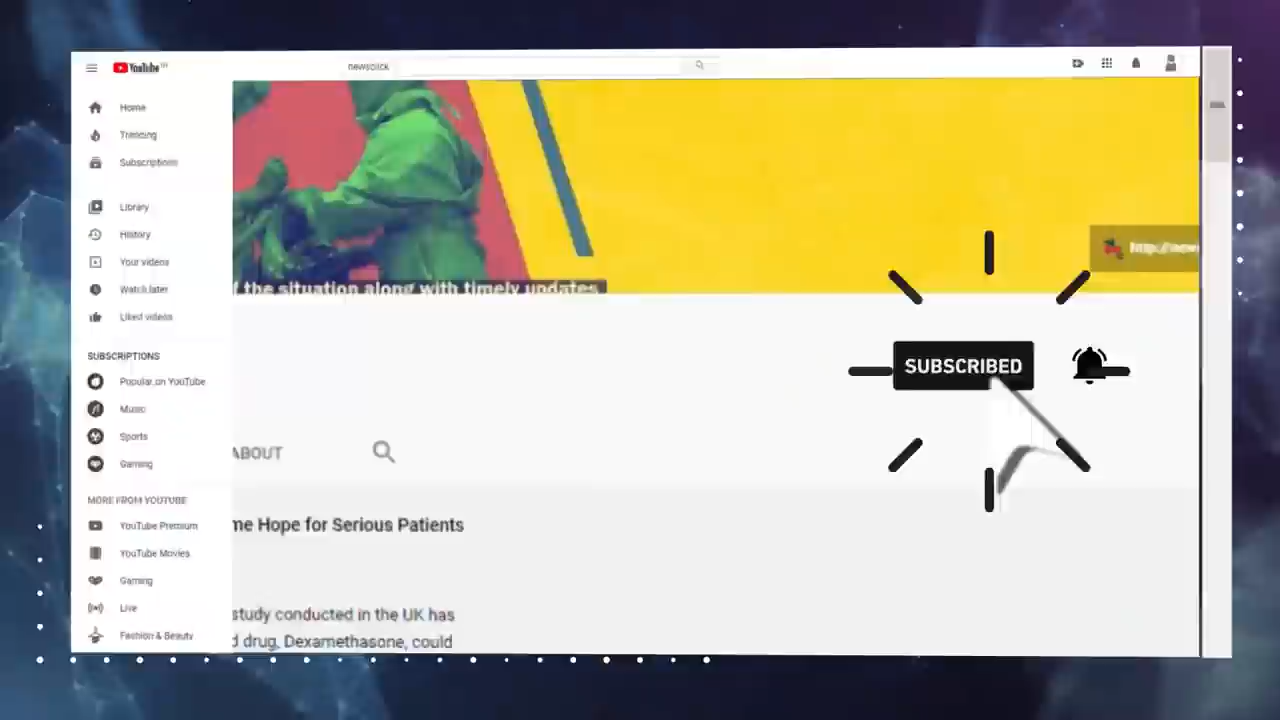 YouTube
newsclick
Home
Trending
Subscriptions
Library
History
Your videos
Watch later
Liked videos
SUBSCRIPTIONS
Popular on YouTube
Music
Sports
Gaming
MORE FROM YOUTUBE
YouTube Premium
YouTube Movies
Gaming
Live
Fashion & Beauty
f the situation along with timely updates
http://new
SUBSCRIBED
ABOUT
me Hope for Serious Patients
study conducted in the UK has
d drug, Dexamethasone, could